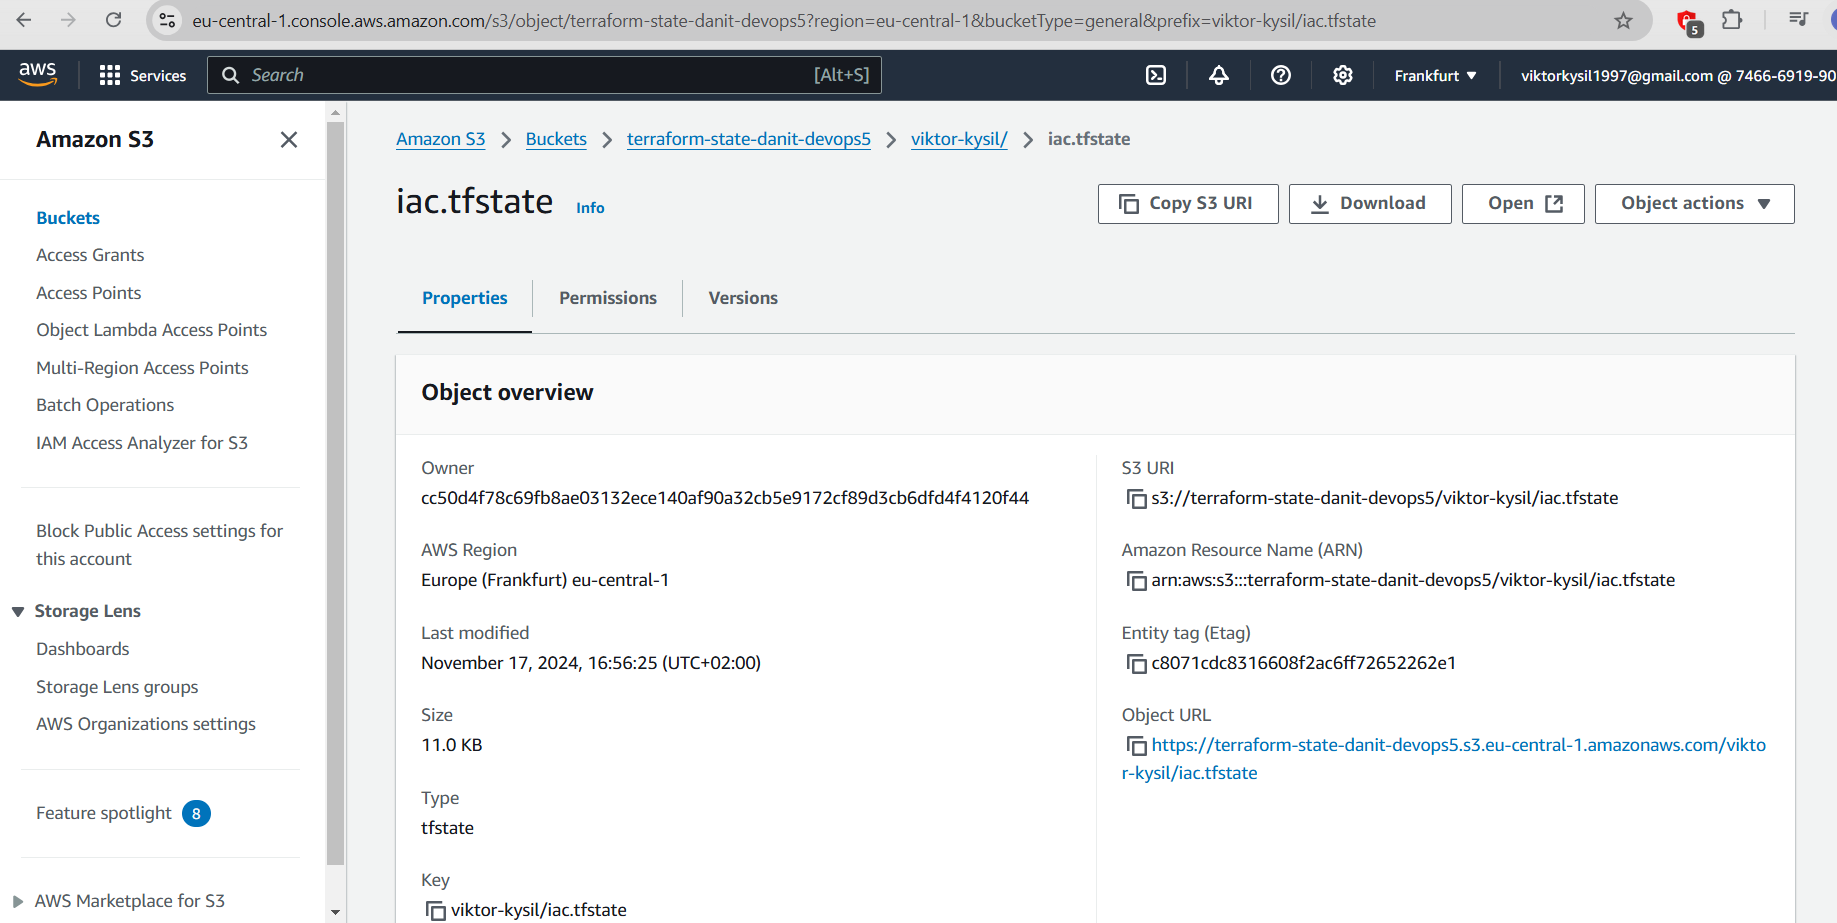 eu-central-1.console.aws.amazon.com/s3/object/terraform-state-danit-devops5?region=eu-central-1&bucketType=general&prefix=viktor-kysil/iac.tfstate
5
aws
Services
Search
[Alt+S]
Frankfurt
viktorkysil1997@gmail.com @ 7466-6919-90
Amazon S3
Buckets
Access Grants
Access Points
Object Lambda Access Points
Multi-Region Access Points
Batch Operations
IAM Access Analyzer for S3
Block Public Access settings for
this account
Storage Lens
Dashboards
Storage Lens groups
AWS Organizations settings
Feature spotlight 8
AWS Marketplace for S3
Amazon S3 > Buckets > terraform-state-danit-devops5 > viktor-kysil/ > iac.tfstate
iac.tfstate Info
Copy S3 URI
Download
Open
Object actions
Properties
Permissions
Versions
Object overview
Owner
cc50d4f78c69fb8ae03132ece140af90a32cb5e9172cf89d3cb6dfd4f4120f44
AWS Region
Europe (Frankfurt) eu-central-1
Last modified
November 17, 2024, 16:56:25 (UTC+02:00)
Size
11.0 KB
Type
tfstate
Key
viktor-kysil/iac.tfstate
S3 URI
s3://terraform-state-danit-devops5/viktor-kysil/iac.tfstate
Amazon Resource Name (ARN)
arn:aws:s3:::terraform-state-danit-devops5/viktor-kysil/iac.tfstate
Entity tag (Etag)
c8071cdc8316608f2ac6ff72652262e1
Object URL
https://terraform-state-danit-devops5.s3.eu-central-1.amazonaws.com/vikto
r-kysil/iac.tfstate